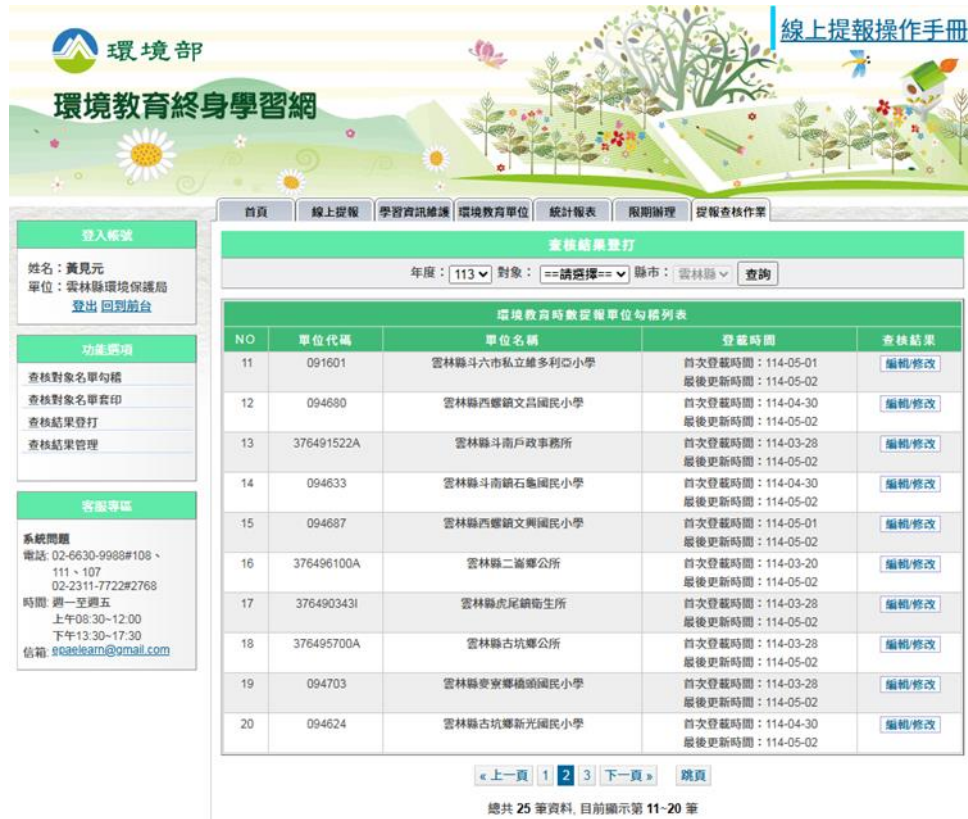 線上提報操作手冊
環境部
環境教育終身學習網
首頁 線上提報 學習資訊維護 環境教育單位 統計報表 限期辦理 提報查核作業
登入帳號
姓名：黃見元
單位：雲林縣環境保護局
登出 回到前台
功能選項
查核對象名單勾稽
查核對象名單套印
查核結果登打
查核結果管理
客服專區
系統問題
電話: 02-6630-9988#108、
111、107
02-2311-7722#2768
時間: 週一至週五
上午08:30~12:00
下午13:30~17:30
信箱: epaelearn@gmail.com
查核結果登打
年度：113 對象：==請選擇== 縣市：雲林縣 查詢
環境教育時數提報單位勾稽列表
NO 單位代碼 單位名稱 登載時間 查核結果
11 091601 雲林縣斗六市私立維多利亞小學 首次登載時間：114-05-01 編輯/修改
最後更新時間：114-05-02
12 094680 雲林縣西螺鎮文昌國民小學 首次登載時間：114-04-30 編輯/修改
最後更新時間：114-05-02
13 376491522A 雲林縣斗南戶政事務所 首次登載時間：114-03-28 編輯/修改
最後更新時間：114-05-02
14 094633 雲林縣斗南鎮石龜國民小學 首次登載時間：114-04-30 編輯/修改
最後更新時間：114-05-02
15 094687 雲林縣西螺鎮文興國民小學 首次登載時間：114-05-01 編輯/修改
最後更新時間：114-05-02
16 376496100A 雲林縣二崙鄉公所 首次登載時間：114-03-20 編輯/修改
最後更新時間：114-05-02
17 376490343I 雲林縣虎尾鎮衛生所 首次登載時間：114-03-28 編輯/修改
最後更新時間：114-05-02
18 376495700A 雲林縣古坑鄉公所 首次登載時間：114-03-28 編輯/修改
最後更新時間：114-05-02
19 094703 雲林縣麥寮鄉橋頭國民小學 首次登載時間：114-03-28 編輯/修改
最後更新時間：114-05-02
20 094624 雲林縣古坑鄉新光國民小學 首次登載時間：114-04-30 編輯/修改
最後更新時間：114-05-02
« 上一頁 1 2 3 下一頁 » 跳頁
總共 25 筆資料, 目前顯示第 11~20 筆